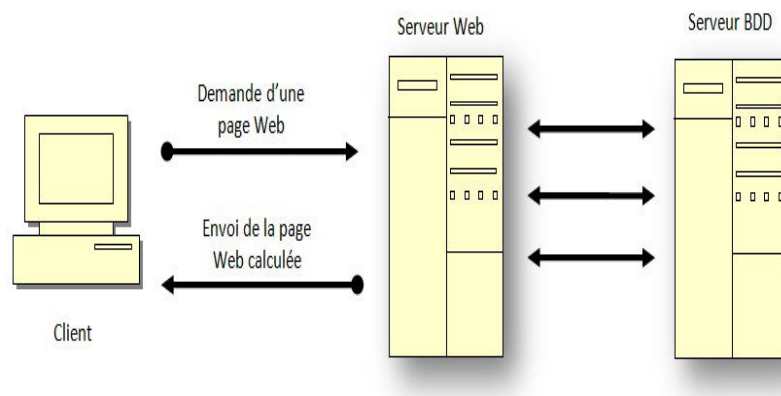 Serveur Web
Serveur BDD
Demande d'une
page Web
Envoi de la page
Web calculée
Client